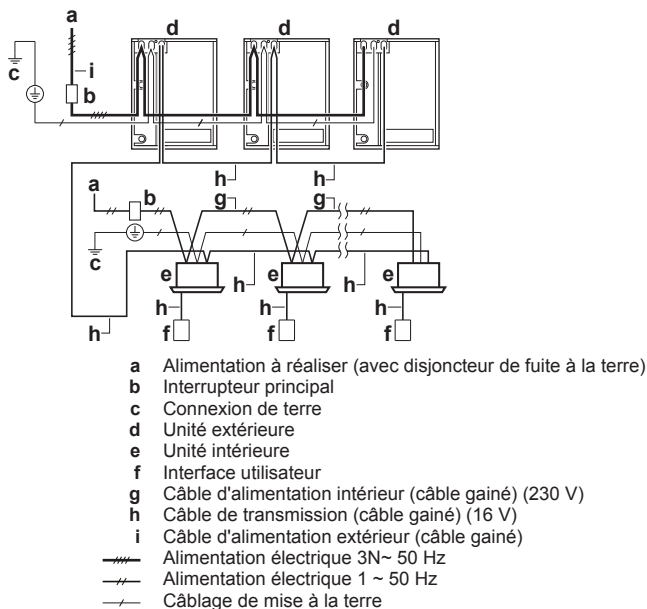 a
d
d
d
c
i
b
h
h
a
b
g
g
c
e
h
e
h
e
h
h
h
h
f
f
f
a Alimentation à réaliser (avec disjoncteur de fuite à la terre)
b Interrupteur principal
c Connexion de terre
d Unité extérieure
e Unité intérieure
f Interface utilisateur
g Câble d'alimentation intérieur (câble gainé) (230 V)
h Câble de transmission (câble gainé) (16 V)
i Câble d'alimentation extérieur (câble gainé)
Alimentation électrique 3N~ 50 Hz
Alimentation électrique 1 ~ 50 Hz
Câblage de mise à la terre